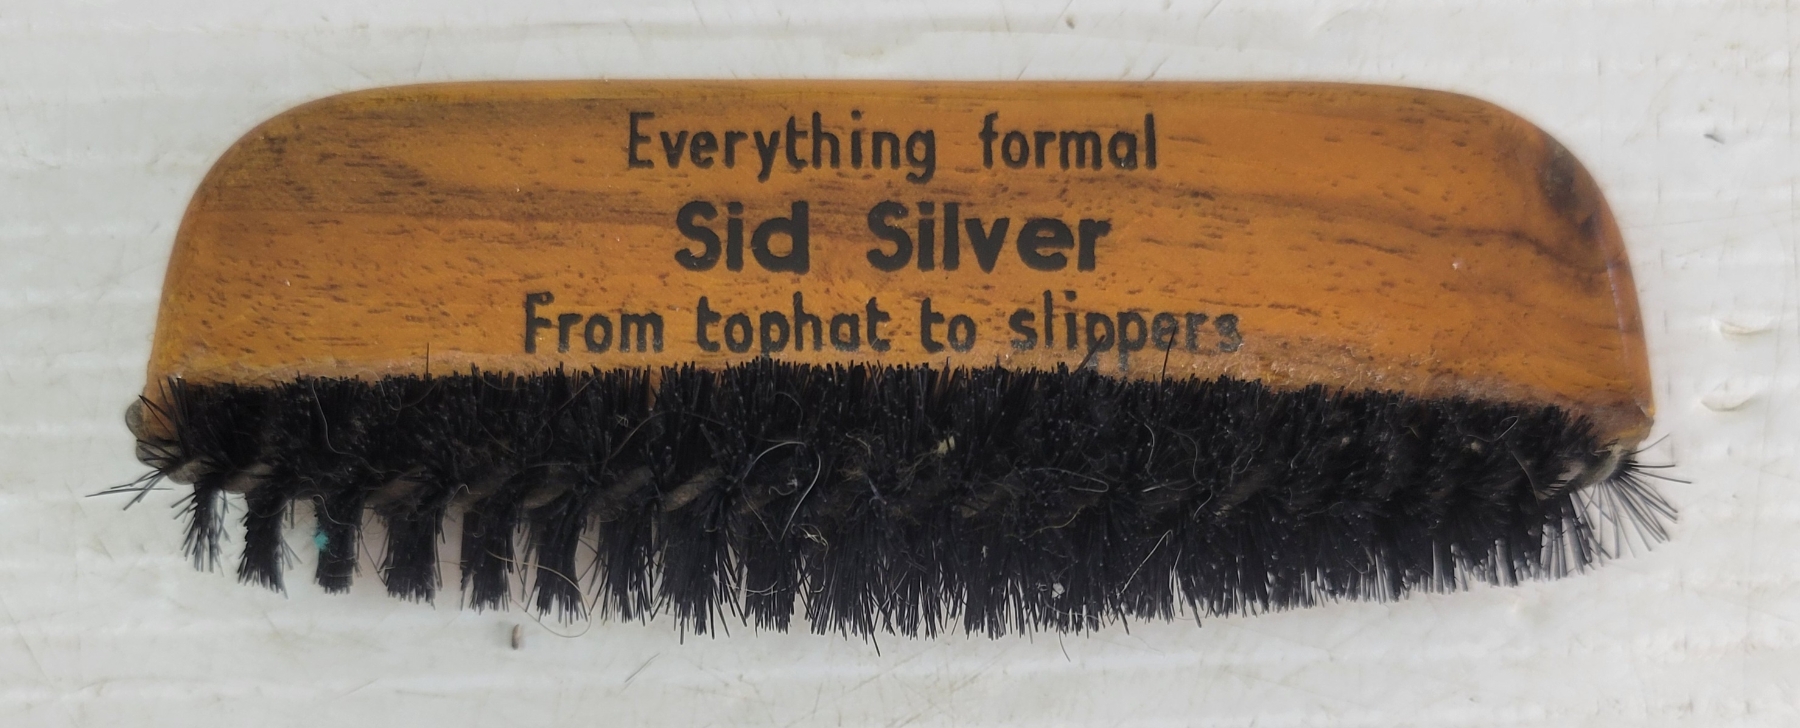 Everything formal
Sid Silver
From tophat to slippers